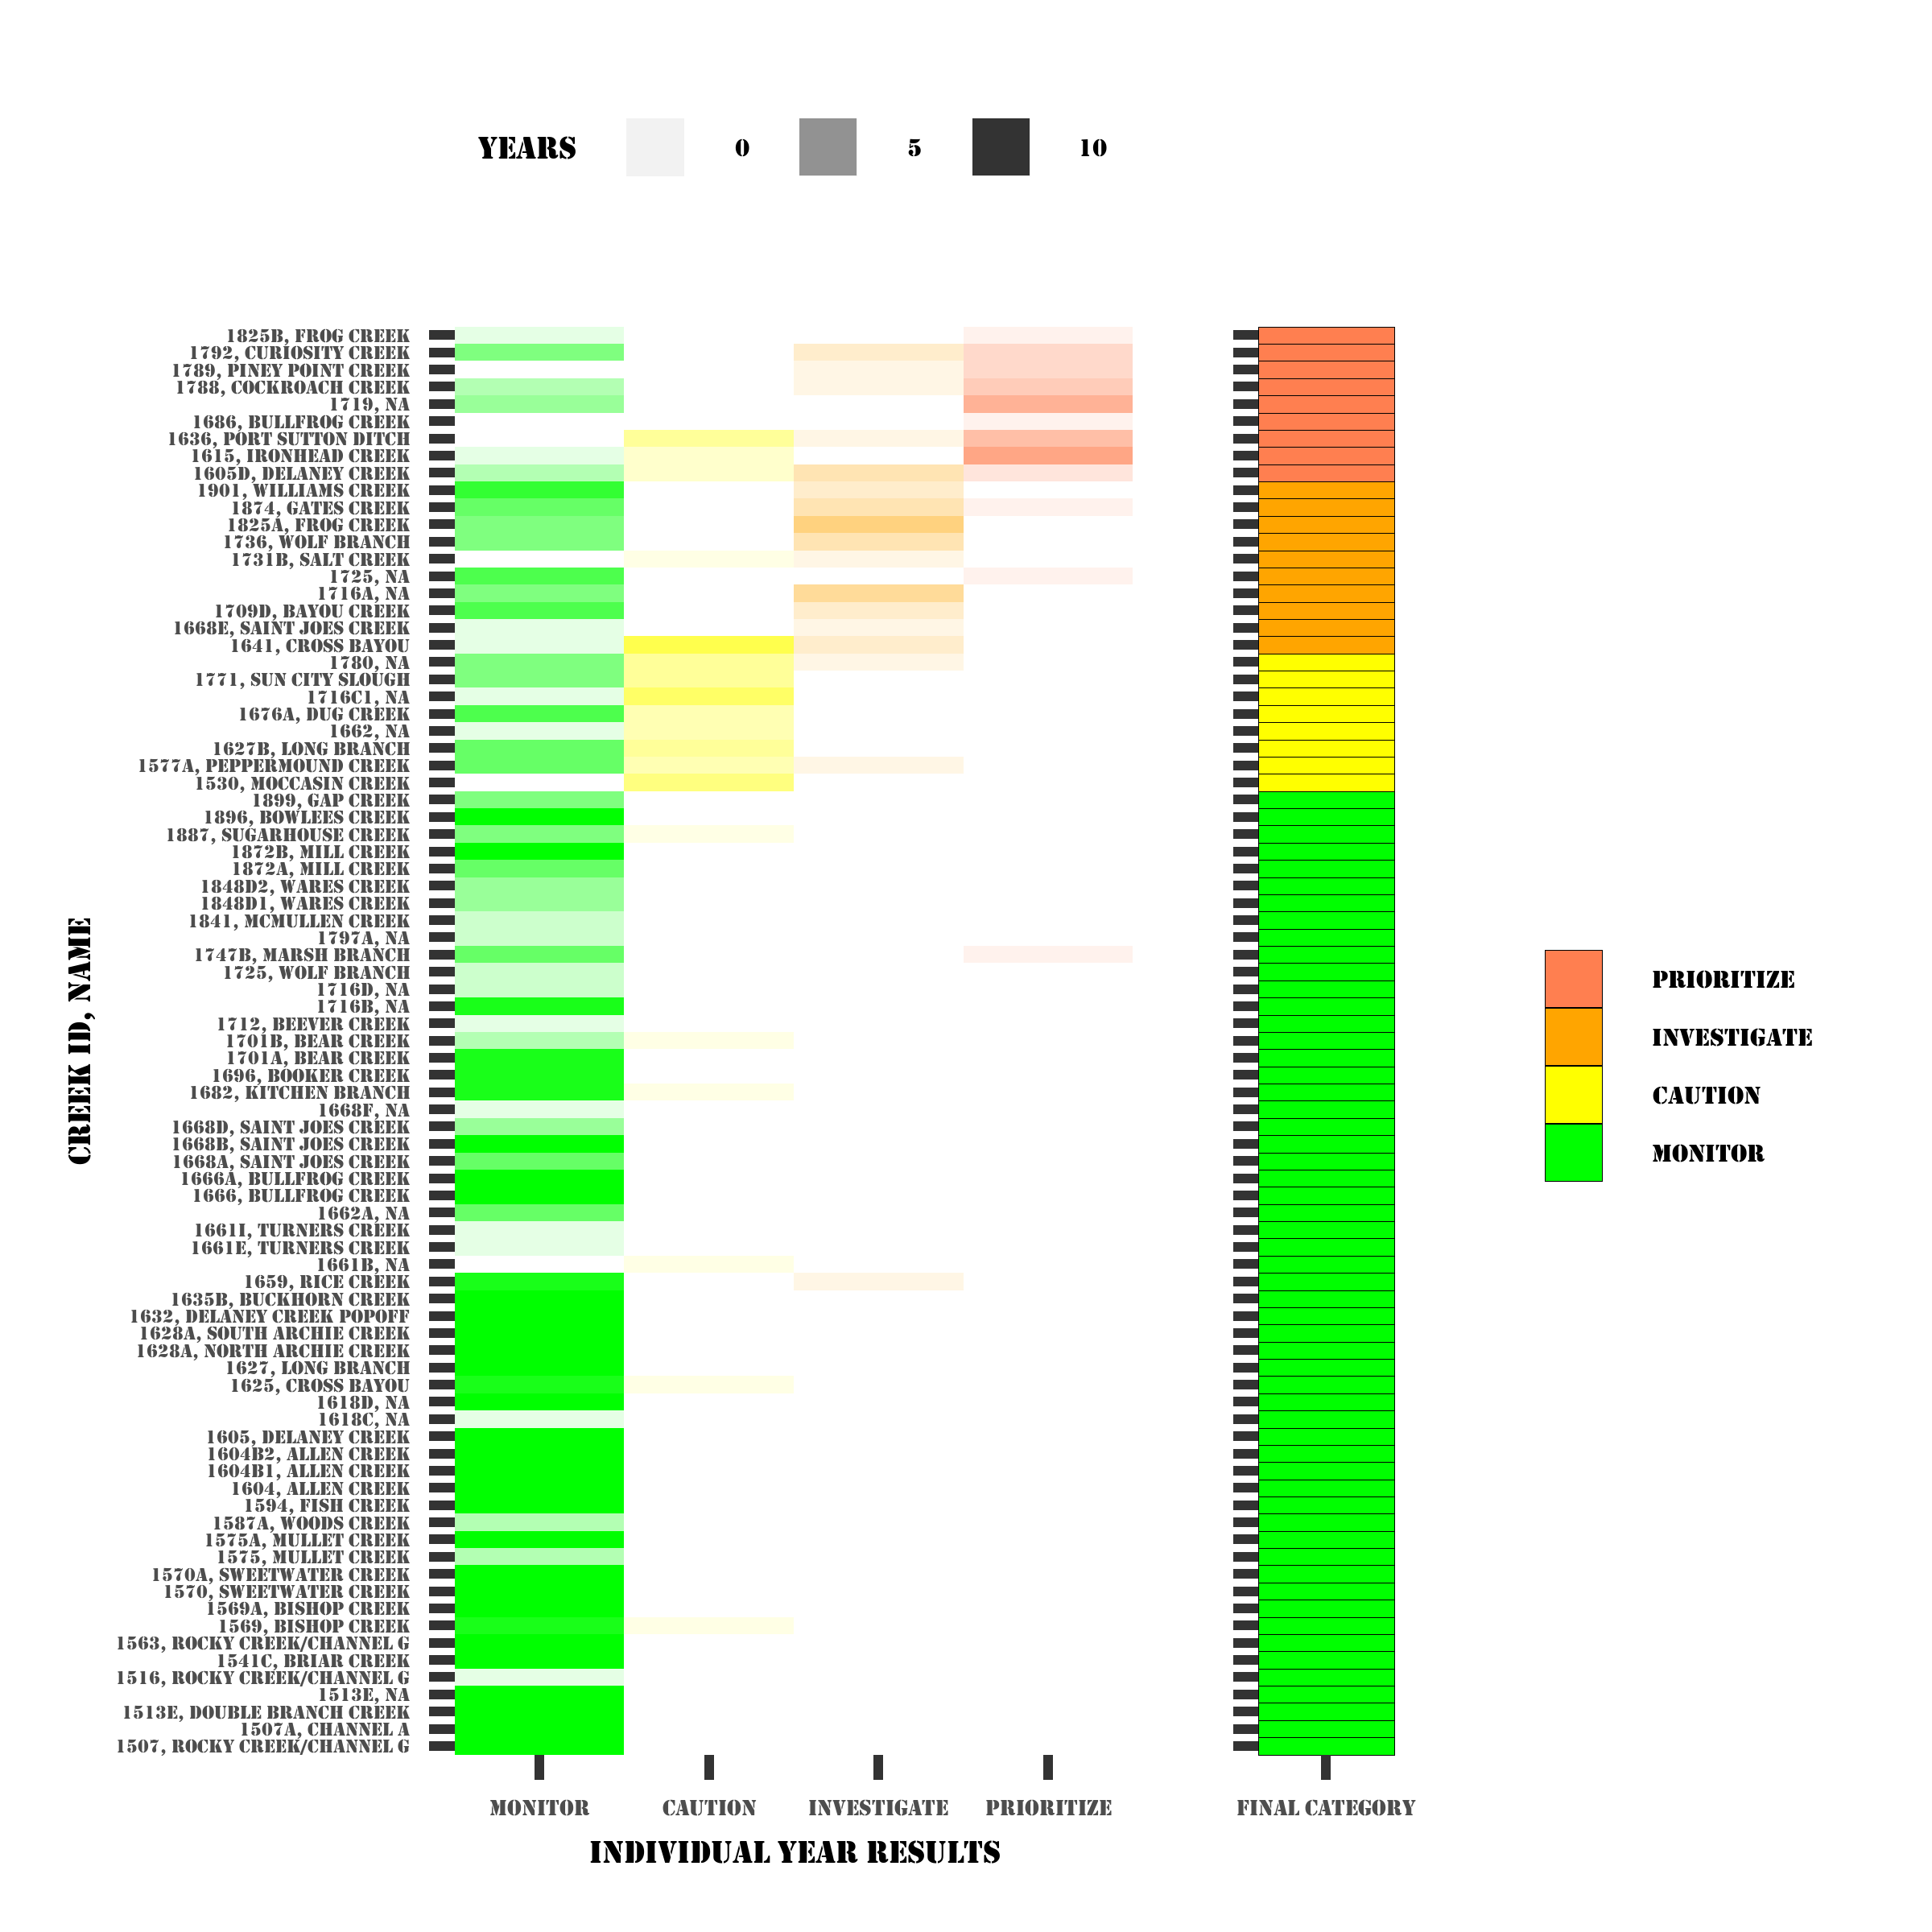 YEARS 0 5 10
1825B, FROG CREEK
1792, CURIOSITY CREEK
1789, PINEY POINT CREEK
1788, COCKROACH CREEK
1719, NA
1686, BULLFROG CREEK
1636, PORT SUTTON DITCH
1615, IRONHEAD CREEK
1605D, DELANEY CREEK
1901, WILLIAMS CREEK
1874, GATES CREEK
1825A, FROG CREEK
1736, WOLF BRANCH
1731B, SALT CREEK
1725, NA
1716A, NA
1709D, BAYOU CREEK
1668E, SAINT JOES CREEK
1641, CROSS BAYOU
1780, NA
1771, SUN CITY SLOUGH
1716C1, NA
1676A, DUG CREEK
1662, NA
1627B, LONG BRANCH
1577A, PEPPERMOUND CREEK
1530, MOCCASIN CREEK
1899, GAP CREEK
1896, BOWLEES CREEK
1887, SUGARHOUSE CREEK
1872B, MILL CREEK
1872A, MILL CREEK
1848D2, WARES CREEK
1848D1, WARES CREEK
1841, MCMULLEN CREEK
1797A, NA
1747B, MARSH BRANCH
1725, WOLF BRANCH
1716D, NA
1716B, NA
1712, BEEVER CREEK
1701B, BEAR CREEK
1701A, BEAR CREEK
1696, BOOKER CREEK
1682, KITCHEN BRANCH
1668F, NA
1668D, SAINT JOES CREEK
1668B, SAINT JOES CREEK
1668A, SAINT JOES CREEK
1666A, BULLFROG CREEK
1666, BULLFROG CREEK
1662A, NA
1661I, TURNERS CREEK
1661E, TURNERS CREEK
1661B, NA
1659, RICE CREEK
1635B, BUCKHORN CREEK
1632, DELANEY CREEK POPOFF
1628A, SOUTH ARCHIE CREEK
1628A, NORTH ARCHIE CREEK
1627, LONG BRANCH
1625, CROSS BAYOU
1618D, NA
1618C, NA
1605, DELANEY CREEK
1604B2, ALLEN CREEK
1604B1, ALLEN CREEK
1604, ALLEN CREEK
1594, FISH CREEK
1587A, WOODS CREEK
1575A, MULLET CREEK
1575, MULLET CREEK
1570A, SWEETWATER CREEK
1570, SWEETWATER CREEK
1569A, BISHOP CREEK
1569, BISHOP CREEK
1563, ROCKY CREEK/CHANNEL G
1541C, BRIAR CREEK
1516, ROCKY CREEK/CHANNEL G
1513E, NA
1513E, DOUBLE BRANCH CREEK
1507A, CHANNEL A
1507, ROCKY CREEK/CHANNEL G
CREEK ID, NAME
MONITOR CAUTION INVESTIGATE PRIORITIZE
INDIVIDUAL YEAR RESULTS
FINAL CATEGORY
PRIORITIZE
INVESTIGATE
CAUTION
MONITOR